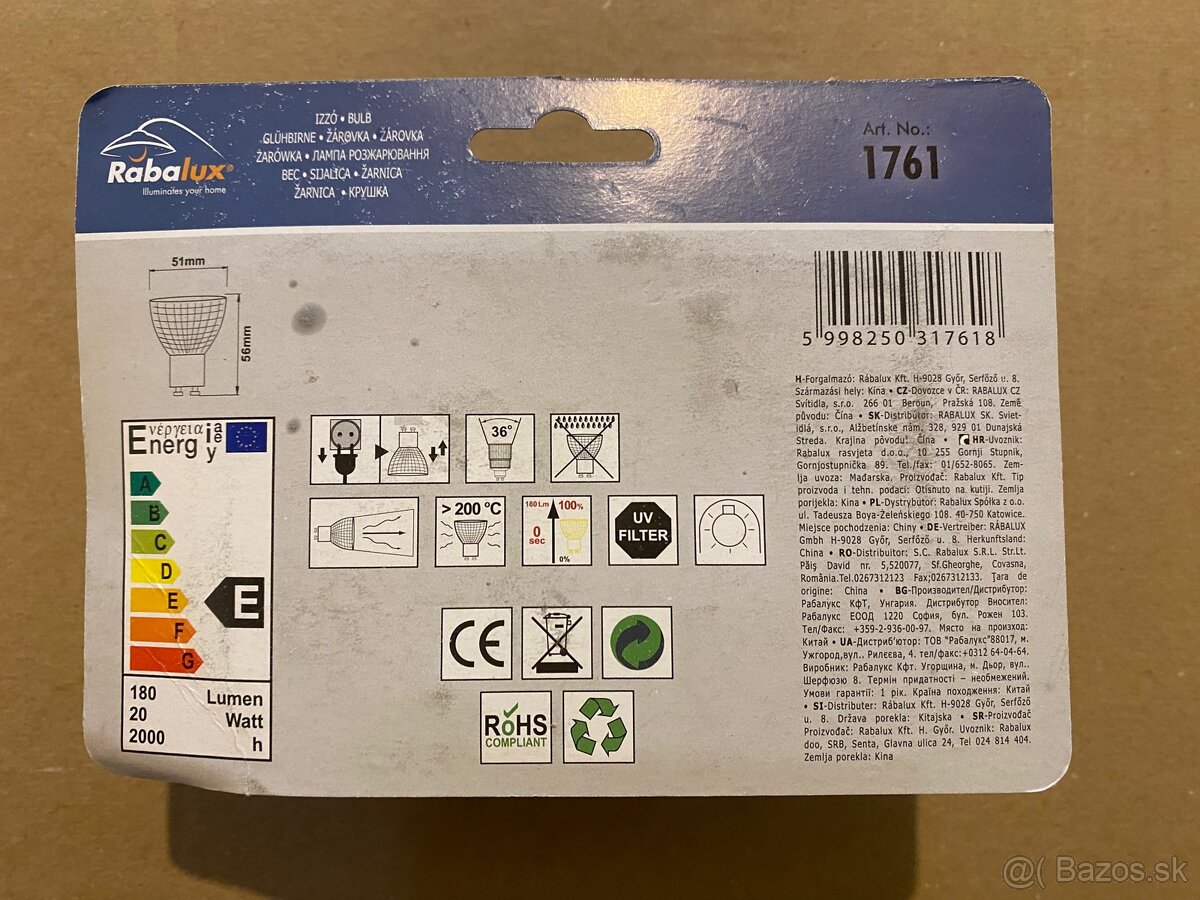 Rabalux®
Illuminates your home
IZZÓ • BULB
GLÜHBIRNE • ŽÁROVKA • ŽÁROVKA
ŻARÓWKA • ЛАМПА РОЗЖАРЮВАННЯ
BEC • SIJALICA • ŽARNICA
ŽARNICA • КРУШКА
Art. No.:
1761
51mm
56mm
5 998250 317618
Energ
ενέργεια
ia
ie
y
A
B
C
D
E
F
G
E
180 Lumen
20 Watt
2000 h
36°
> 200 °C
180 Lm 100%
0
sec
0%
UV
FILTER
CE
RoHS
COMPLIANT
H-Forgalmazó: Rábalux Kft. H-9028 Győr, Serfőző u. 8.
Származási hely: Kína • CZ-Dovozce v ČR: RABALUX CZ
Svítidla, s.r.o. 266 01 Beroun, Pražská 108. Země
původu: Čína • SK-Distribútor: RABALUX SK. Sviet-
idlá, s.r.o., Alžbetínske nám, 328, 929 01 Dunajská
Streda. Krajina pôvodu: Čína • HR-Uvoznik:
Rabalux rasvjeta d.o.o., 10 255 Gornji Stupnik,
Gornjostupnička 89. Tel./fax: 01/652-8065. Zem-
lja uvoza: Mađarska. Proizvođač: Rabalux Kft. Tip
proizvoda i tehn. podaci: Otisnuto na kutiji. Zemlja
porijekla: Kina • PL-Dystrybútor: Rabalux Spółka z o.o.
ul. Tadeusza Boya-Żeleńskiego 108. 40-750 Katowice.
Miejsce pochodzenia: Chiny • DE-Vertreiber: RÁBALUX
GmbH H-9028 Győr, Serfőző u. 8. Herkunftsland:
China • RO-Distribuitor: S.C. Rabalux S.R.L. Str.Lt.
Páiș David nr. 5,520077, Sf.Gheorghe, Covasna,
România.Tel.0267312123 Fax;0267312133. Țara de
origine: China • BG-Производител/Дистрибутор:
Рабалукс КфТ, Унгария. Дистрибутор Вносител:
Рабалукс ЕООД 1220 София, бул. Рожен 103.
Тел/Факс: +359-2-936-00-97. Място на произход:
Китай • UA-Дистриб'ютор: ТОВ "Рабалукс"88017, м.
Ужгород,вул.. Рилєєва, 4. тел/факс:+0312 64-04-64.
Виробник: Рабалукс Кфт. Угорщина, м. Дьор, вул..
Шерфюзю 8. Термін придатності – необмежений.
Умови гарантії: 1 рік. Країна походження: Китай
• SI-Distributer: Rábalux Kft. H-9028 Győr, Serfőző
u. 8. Država porekla: Kitajska • SR-Proizvođač
Proizvođač: Rabalux Kft. H. Győr. Uvoznik: Rabalux
doo, SRB, Senta, Glavna ulica 24, Tel 024 814 404.
Zemlja porekla: Kina
@( Bazos.sk